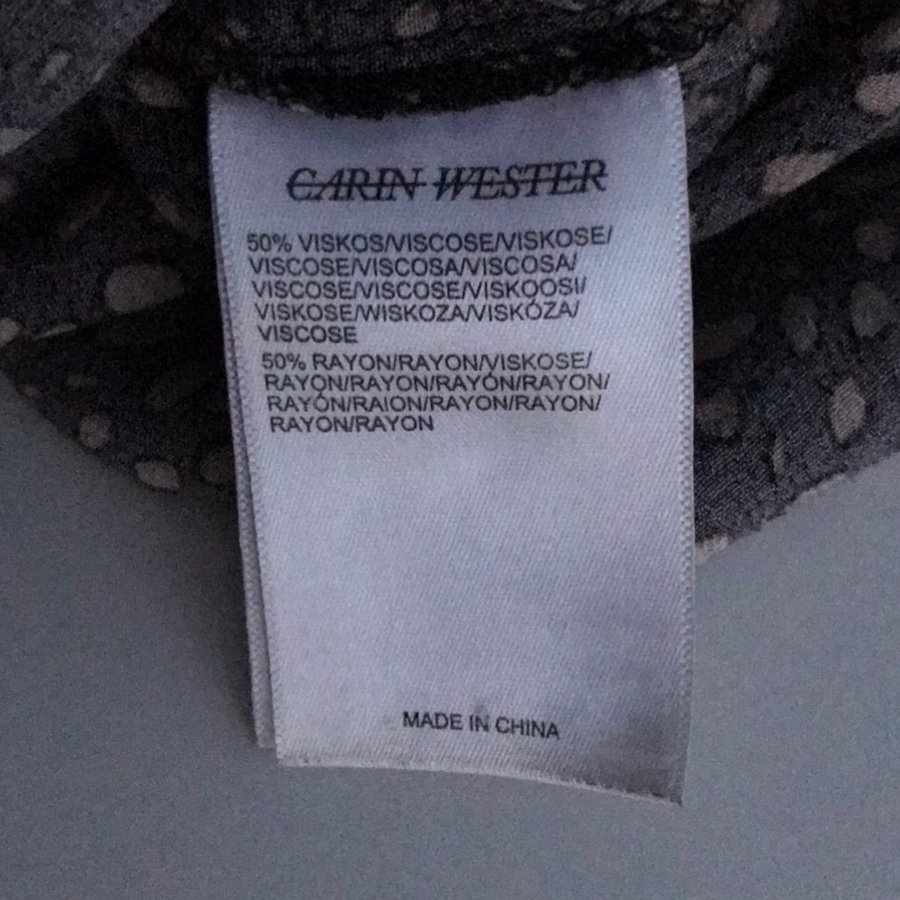 CARIN WESTER
50% VISKOS/VISCOSE/VISKOSE/
VISCOSE/VISCOSA/VISCOSA/
VISCOSE/VISCOSE/VISKOOSI/
VISKOSE/WISKOZA/VISKÓZA/
VISCOSE
50% RAYON/RAYON/VISKOSE/
RAYON/RAYON/RAYÓN/RAYON/
RAYON/RAION/RAYON/RAYON/
RAYON/RAYON
MADE IN CHINA